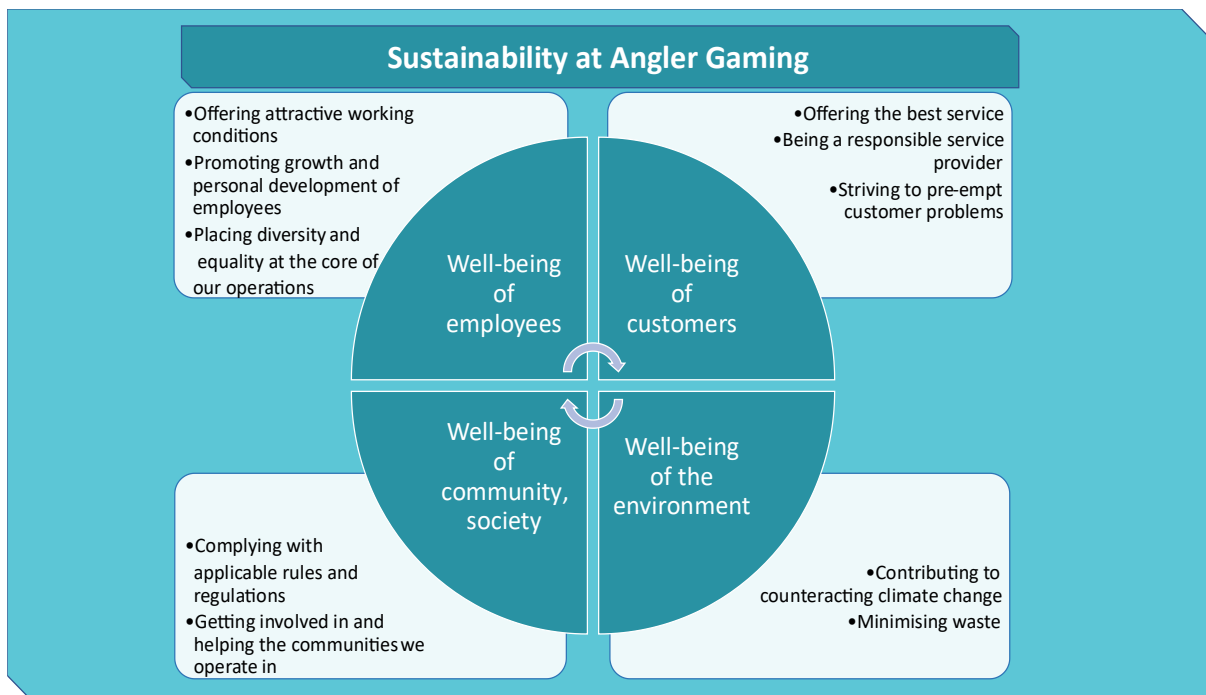 Sustainability at Angler Gaming
•Offering attractive working
conditions
•Promoting growth and
personal development of
employees
•Placing diversity and
equality at the core of
our operations
•Offering the best service
•Being a responsible service
provider
•Striving to pre-empt
customer problems
Well-being
of
employees
Well-being
of
customers
Well-being
of
community,
society
Well-being
of the
environment
•Complying with
applicable rules and
regulations
•Getting involved in and
helping the communities we
operate in
•Contributing to
counteracting climate change
•Minimising waste